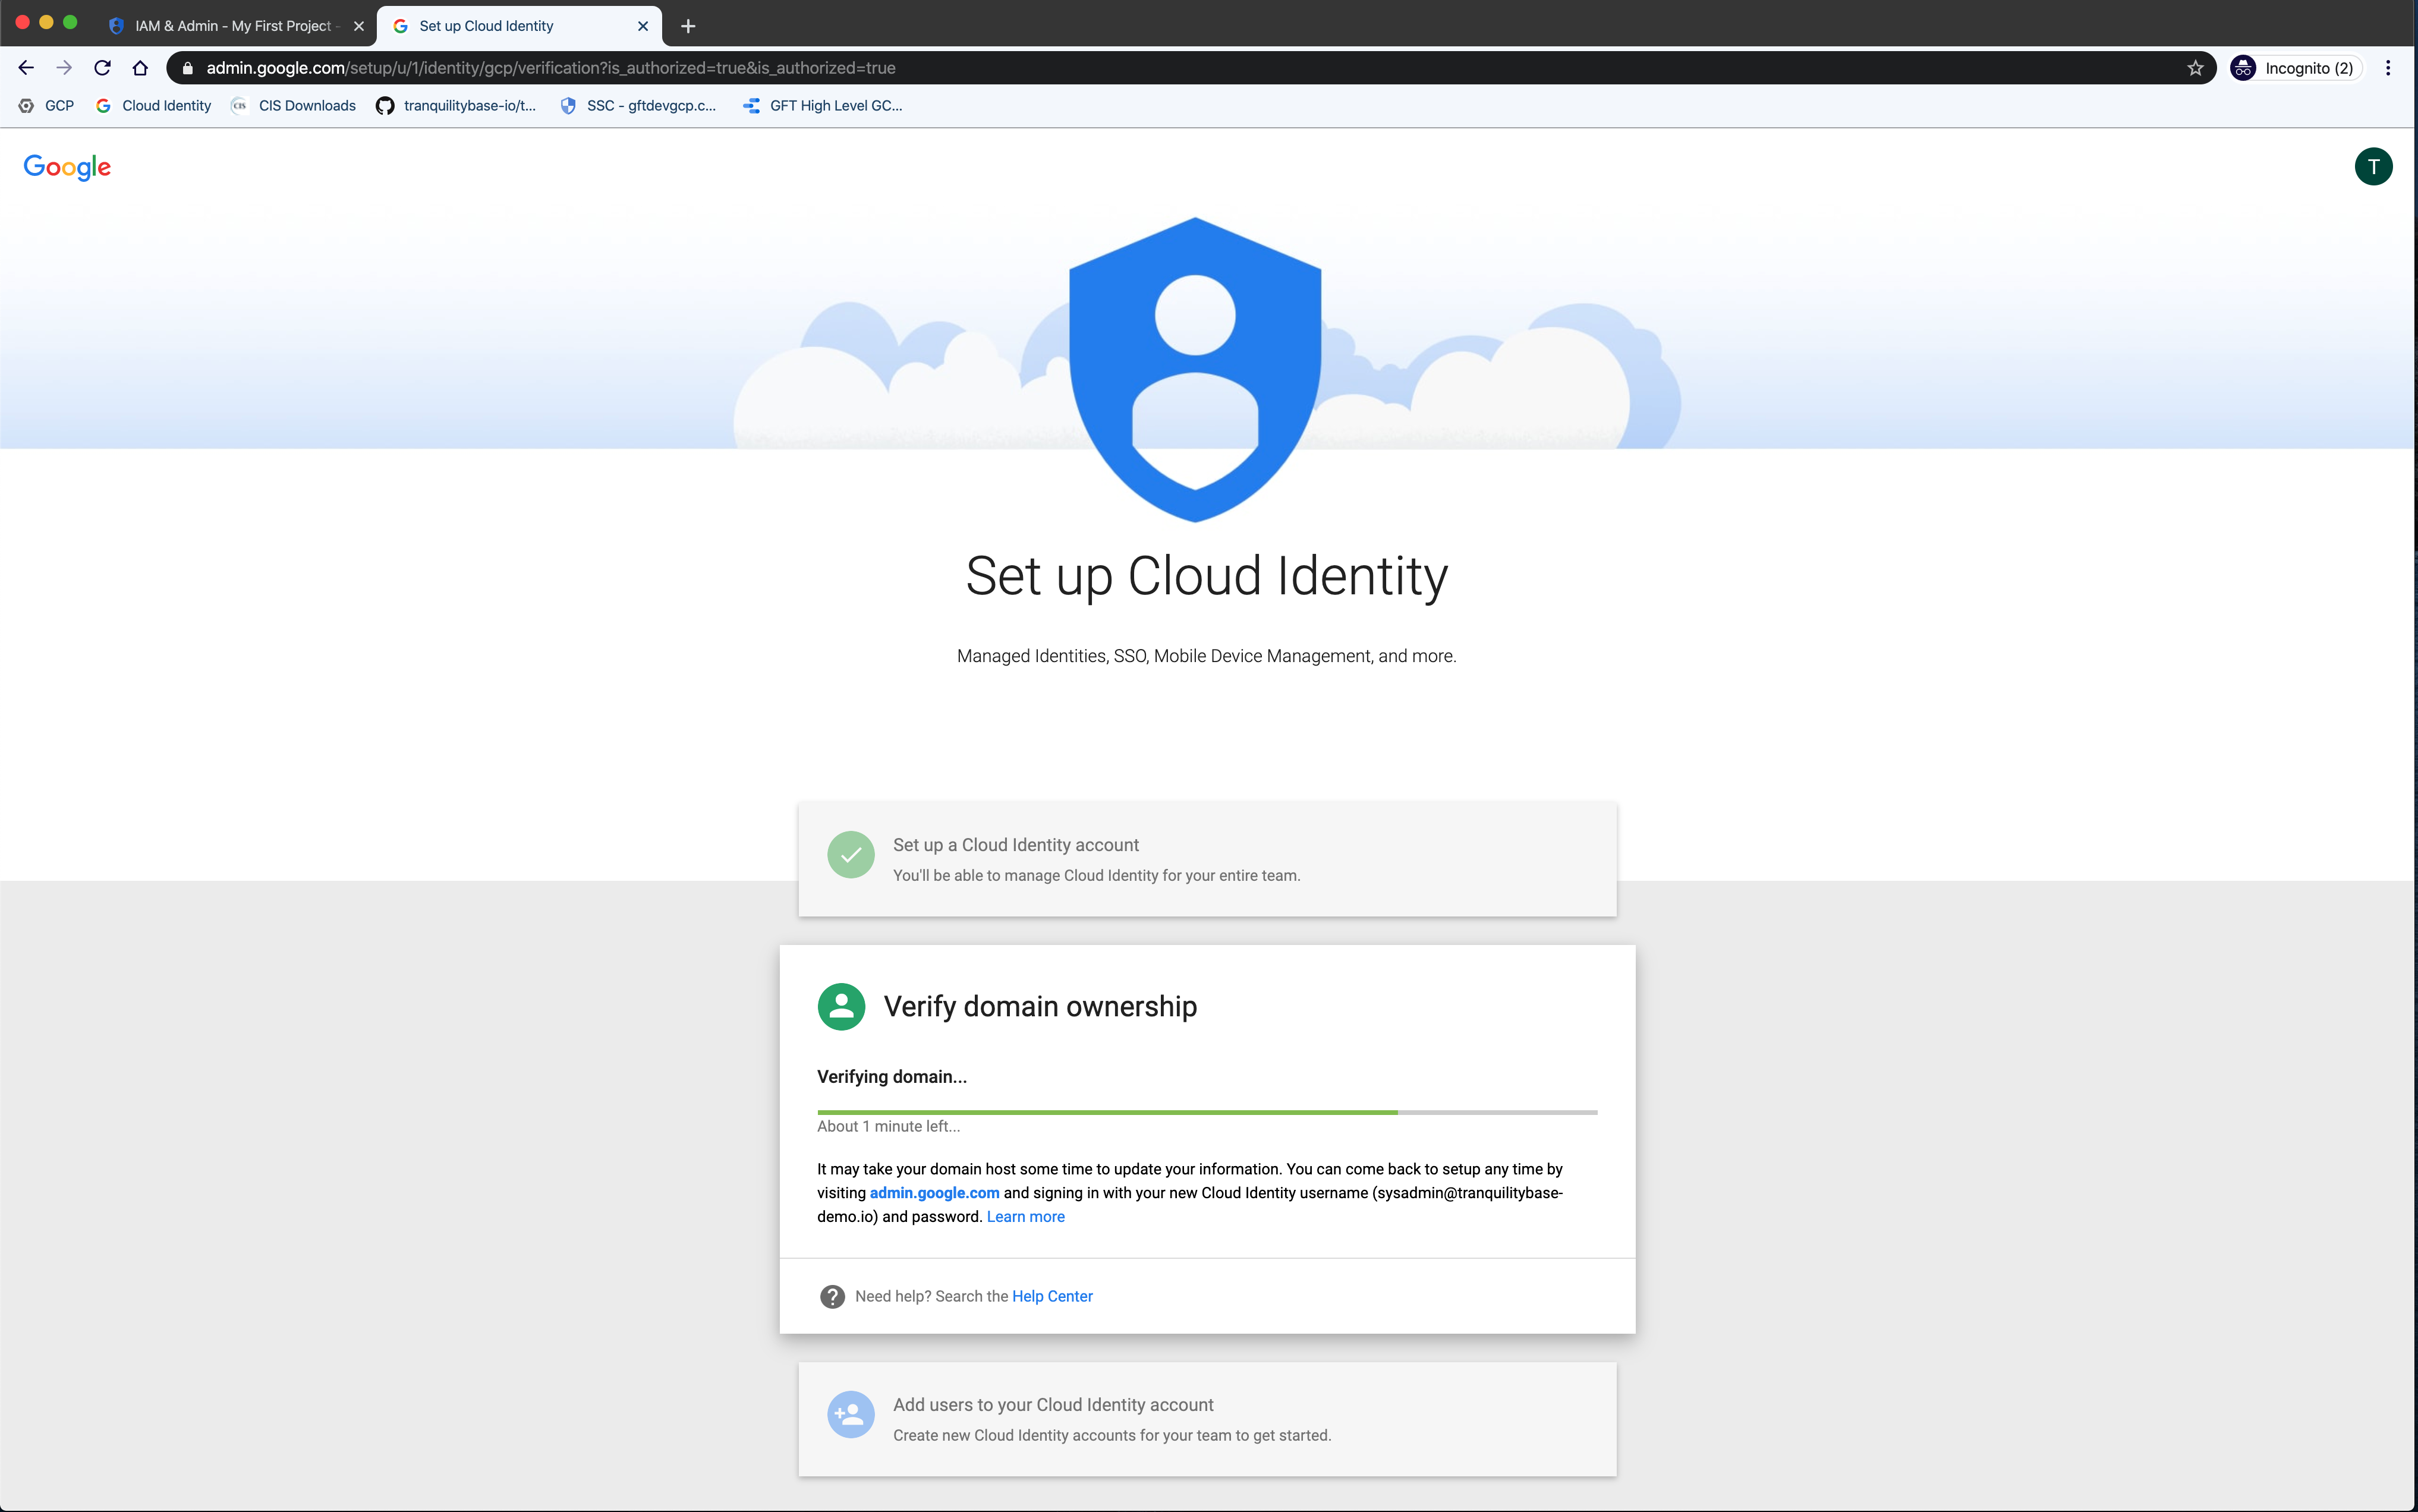 IAM & Admin - My First Project -
Set up Cloud Identity
admin.google.com/setup/u/1/identity/gcp/verification?is_authorized=true&is_authorized=true
Incognito (2)
GCP
Cloud Identity
CIS
CIS Downloads
tranquilitybase-io/t...
SSC - gftdevgcp.c...
GFT High Level GC...
Google
T
Set up Cloud Identity
Managed Identities, SSO, Mobile Device Management, and more.
Set up a Cloud Identity account
You'll be able to manage Cloud Identity for your entire team.
Verify domain ownership
Verifying domain...
About 1 minute left...
It may take your domain host some time to update your information. You can come back to setup any time by
visiting admin.google.com and signing in with your new Cloud Identity username (sysadmin@tranquilitybase-
demo.io) and password. Learn more
Need help? Search the Help Center
Add users to your Cloud Identity account
Create new Cloud Identity accounts for your team to get started.